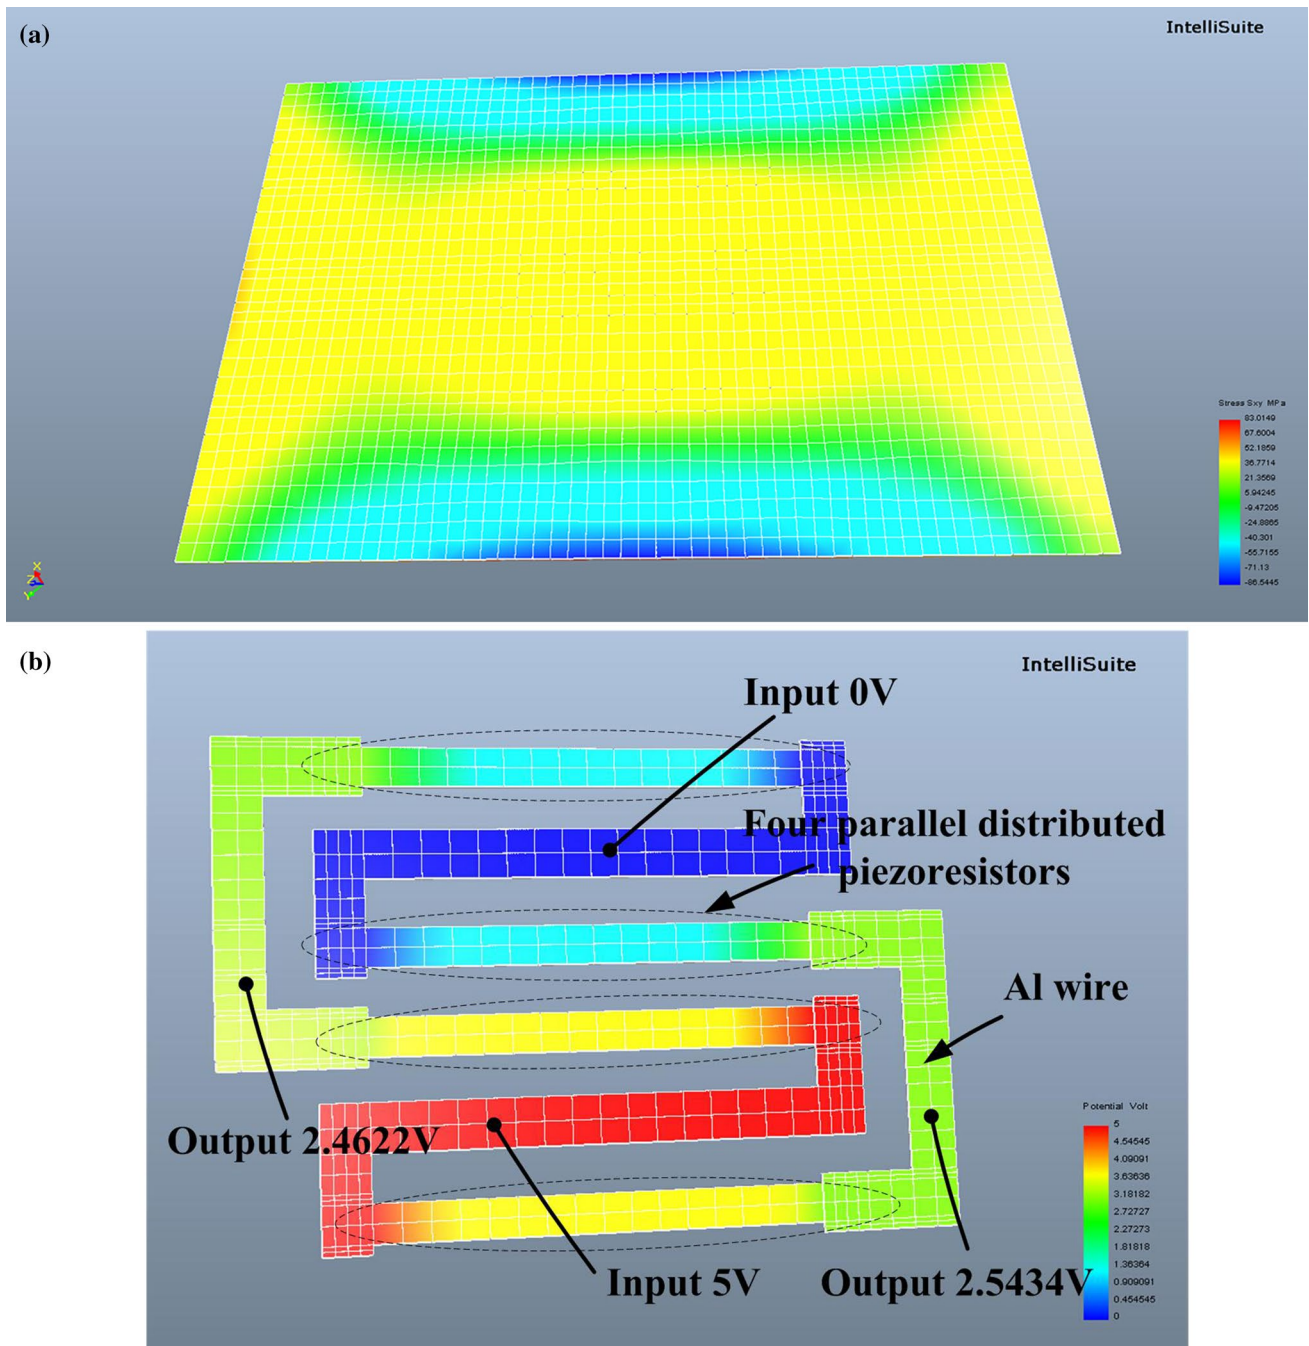 (a)
IntelliSuite
Stress Sxy MPa
83.0149
67.6004
52.1859
36.7714
21.3569
5.94245
-9.47205
-24.8865
-40.301
-55.7155
-71.13
-86.5445
X
Z
Y
(b)
IntelliSuite
Input 0V
Four parallel distributed
piezoresistors
Al wire
Output 2.4622V
Input 5V
Output 2.5434V
Potential Volt
5
4.54545
4.09091
3.63636
3.18182
2.72727
2.27273
1.81818
1.36364
0.909091
0.454545
0